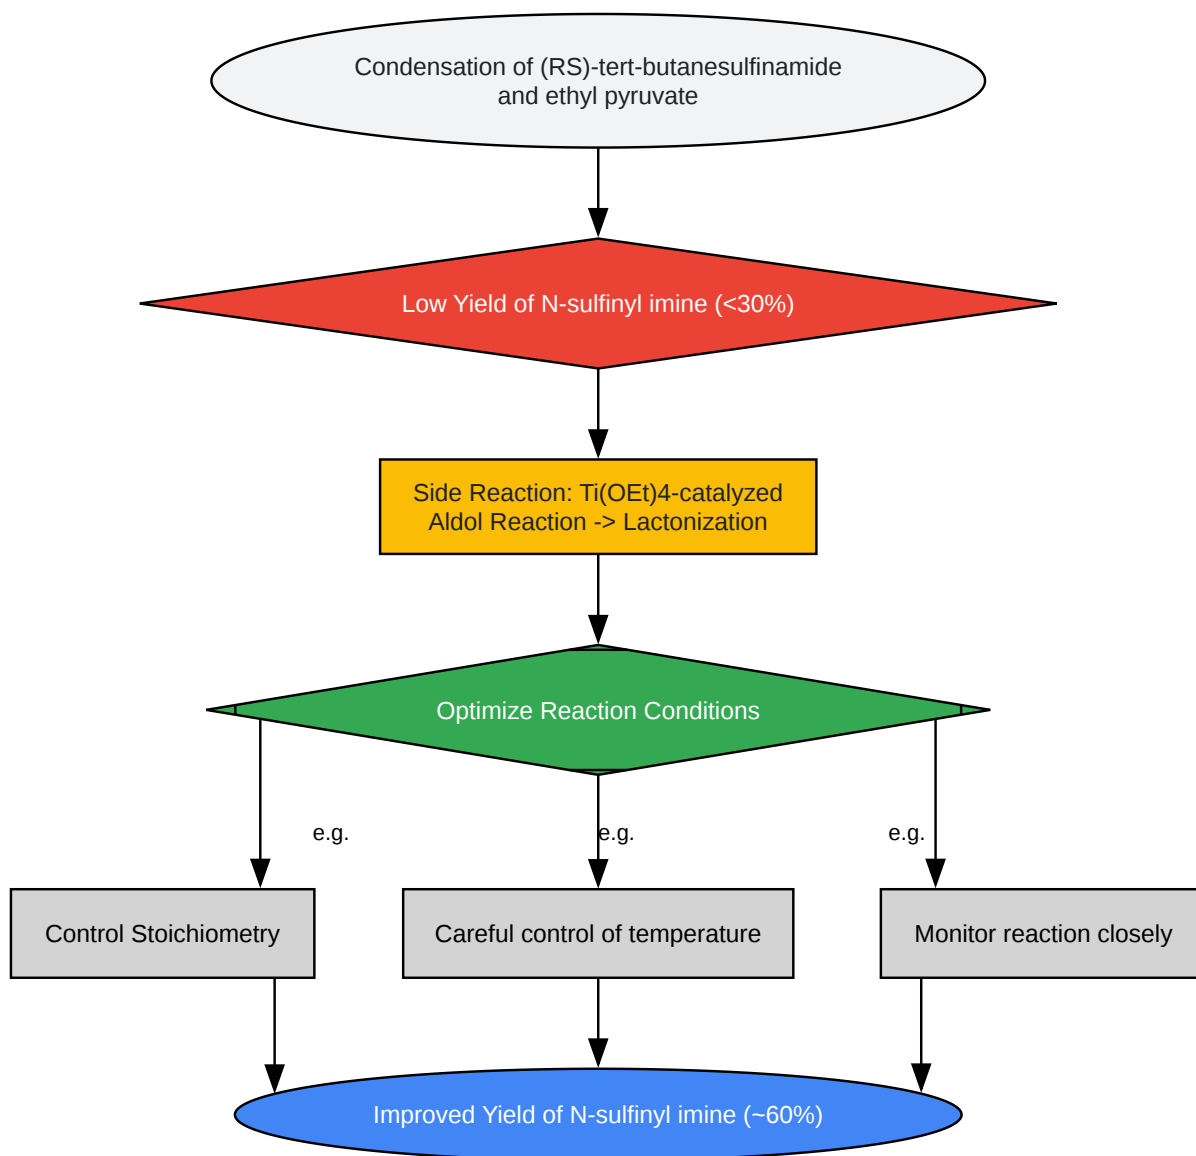 Condensation of (RS)-tert-butanesulfinamide
and ethyl pyruvate
Low Yield of N-sulfinyl imine (<30%)
Side Reaction: Ti(OEt)4-catalyzed
Aldol Reaction -> Lactonization
Optimize Reaction Conditions
e.g.
e.g.
e.g.
Control Stoichiometry
Careful control of temperature
Monitor reaction closely
Improved Yield of N-sulfinyl imine (~60%)